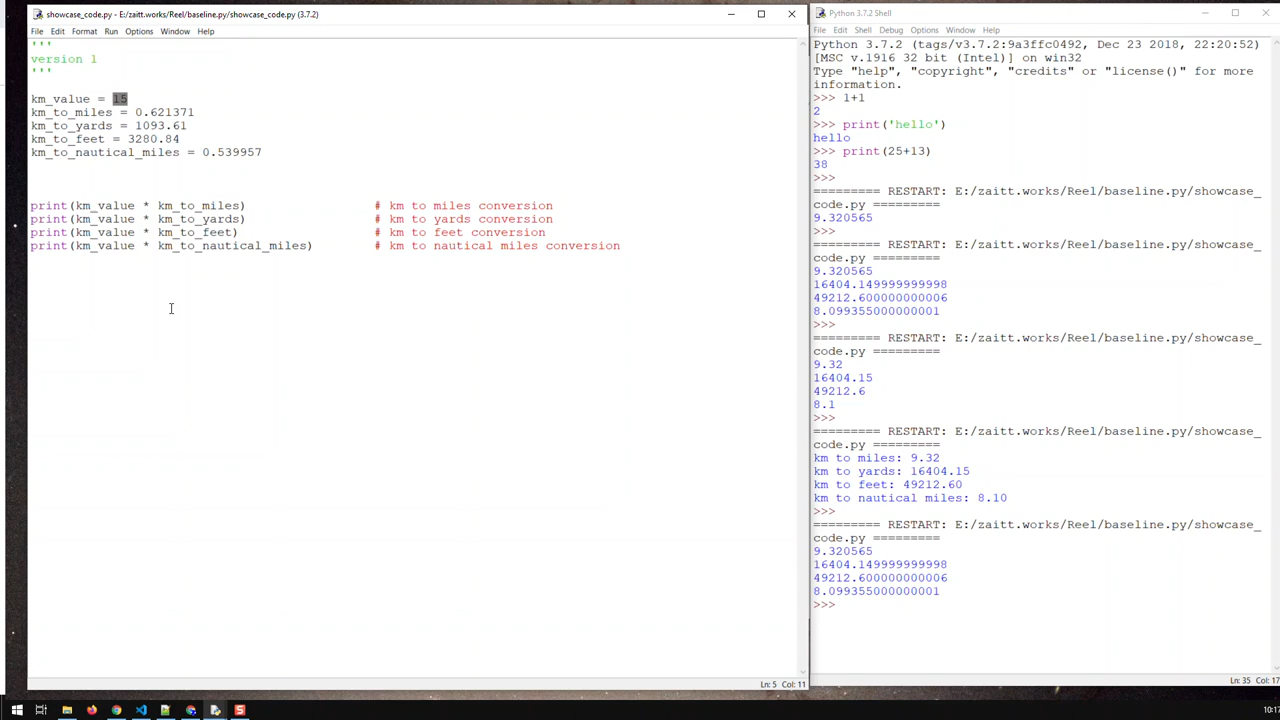 showcase_code.py - E:/zaitt.works/Reel/baseline.py/showcase_code.py (3.7.2)
File Edit Format Run Options Window Help
'''
version 1
'''
km_value = 15
km_to_miles = 0.621371
km_to_yards = 1093.61
km_to_feet = 3280.84
km_to_nautical_miles = 0.539957
print(km_value * km_to_miles) # km to miles conversion
print(km_value * km_to_yards) # km to yards conversion
print(km_value * km_to_feet) # km to feet conversion
print(km_value * km_to_nautical_miles) # km to nautical miles conversion
Ln: 5 Col: 11
Python 3.7.2 Shell
File Edit Shell Debug Options Window Help
Python 3.7.2 (tags/v3.7.2:9a3ffc0492, Dec 23 2018, 22:20:52)
[MSC v.1916 32 bit (Intel)] on win32
Type "help", "copyright", "credits" or "license()" for more
information.
>>> 1+1
2
>>> print('hello')
hello
>>> print(25+13)
38
>>>
========= RESTART: E:/zaitt.works/Reel/baseline.py/showcase_
code.py =========
9.320565
>>>
========= RESTART: E:/zaitt.works/Reel/baseline.py/showcase_
code.py =========
9.320565
16404.149999999998
49212.600000000006
8.099355000000001
>>>
========= RESTART: E:/zaitt.works/Reel/baseline.py/showcase_
code.py =========
9.32
16404.15
49212.6
8.1
>>>
========= RESTART: E:/zaitt.works/Reel/baseline.py/showcase_
code.py =========
km to miles: 9.32
km to yards: 16404.15
km to feet: 49212.60
km to nautical miles: 8.10
>>>
========= RESTART: E:/zaitt.works/Reel/baseline.py/showcase_
code.py =========
9.320565
16404.149999999998
49212.600000000006
8.099355000000001
>>>
Ln: 35 Col: 17